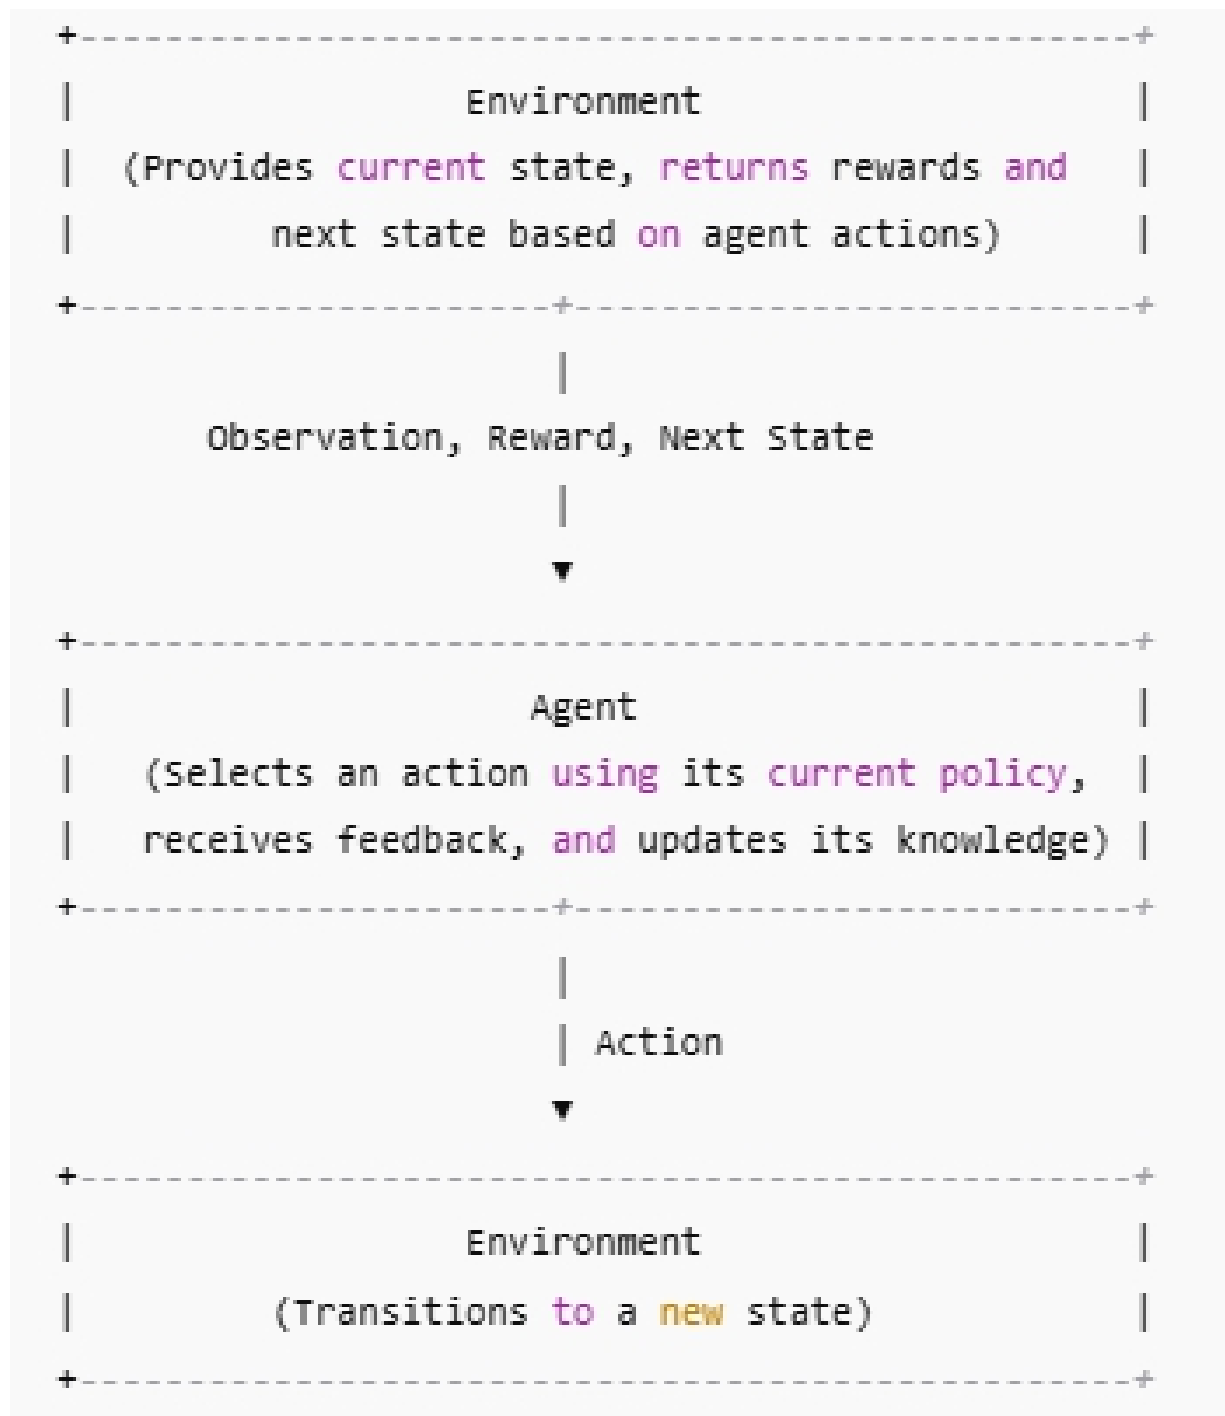 Environment
(Provides current state, returns rewards and
next state based on agent actions)
Observation, Reward, Next State
Agent
(Selects an action using its current policy,
receives feedback, and updates its knowledge)
Action
Environment
(Transitions to a new state)